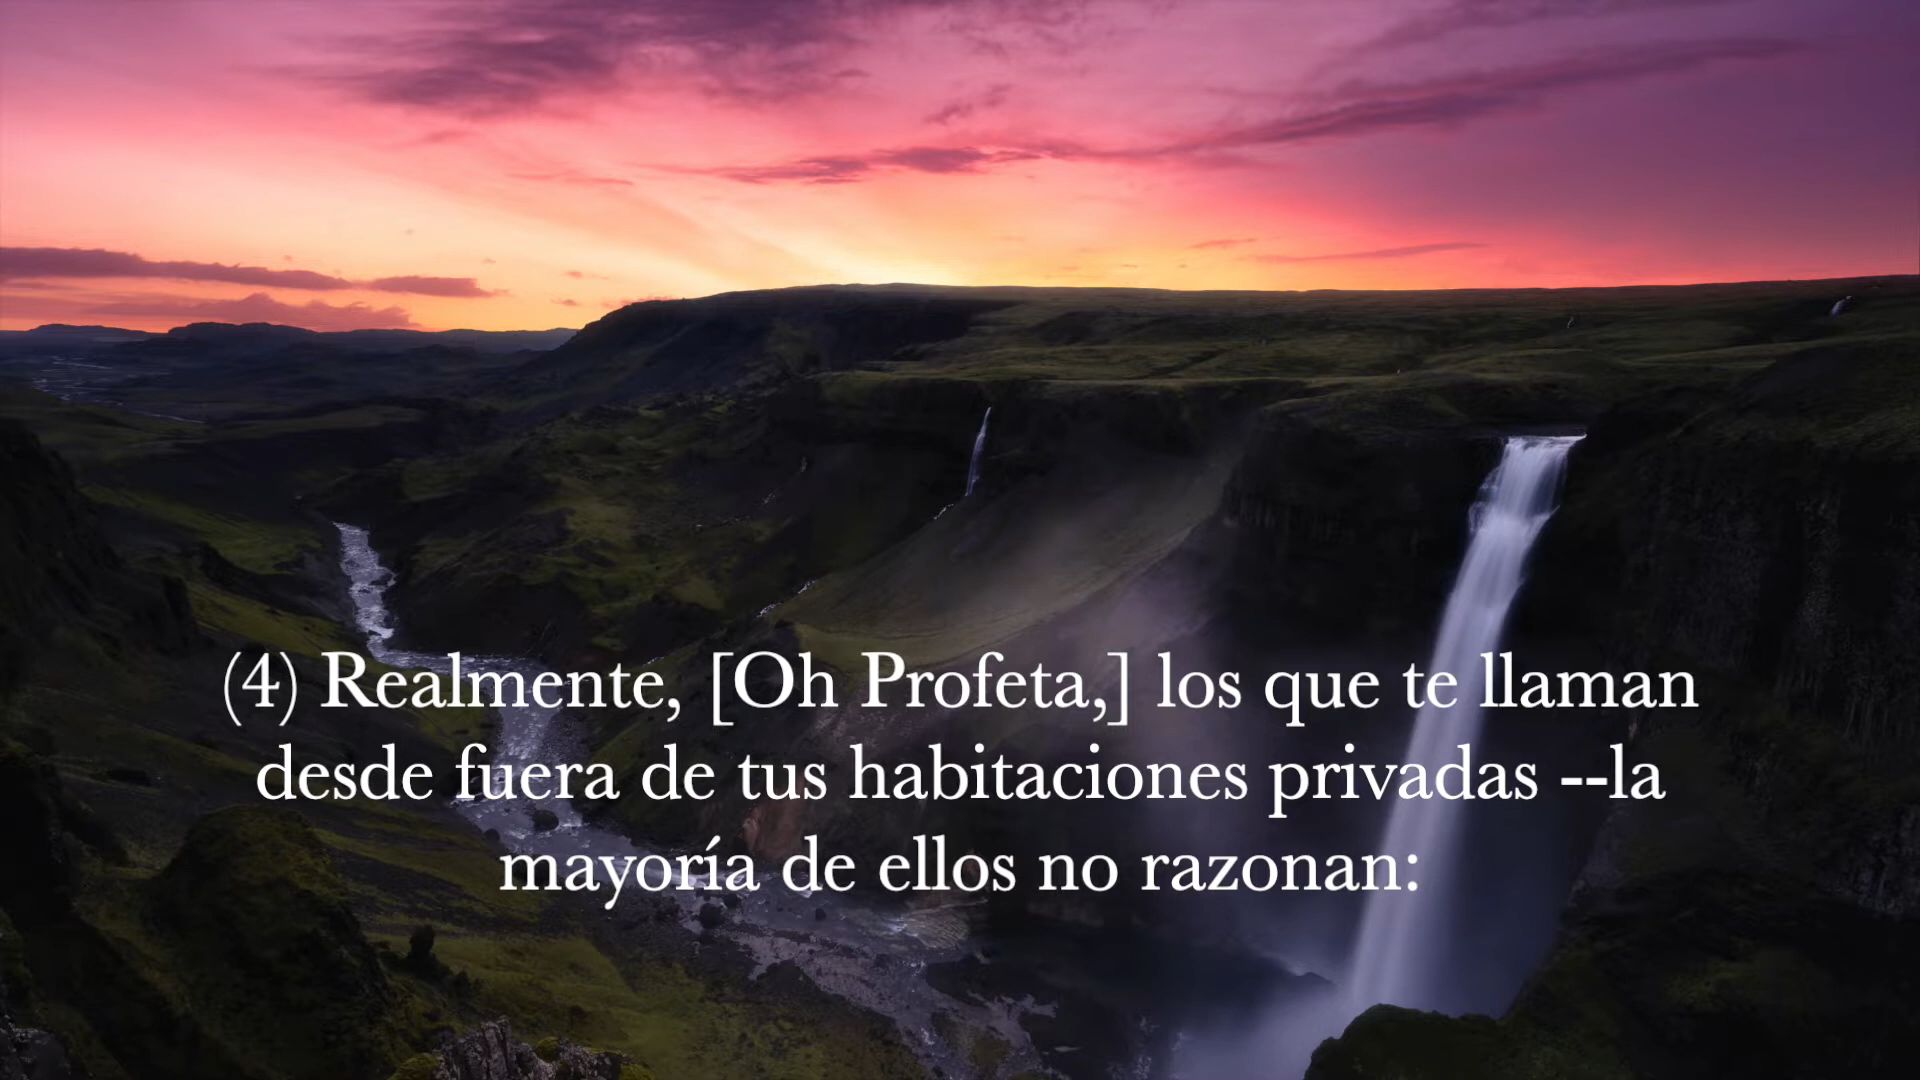 (4) Realmente, [Oh Profeta,] los que te llaman
desde fuera de tus habitaciones privadas --la
mayoría de ellos no razonan: